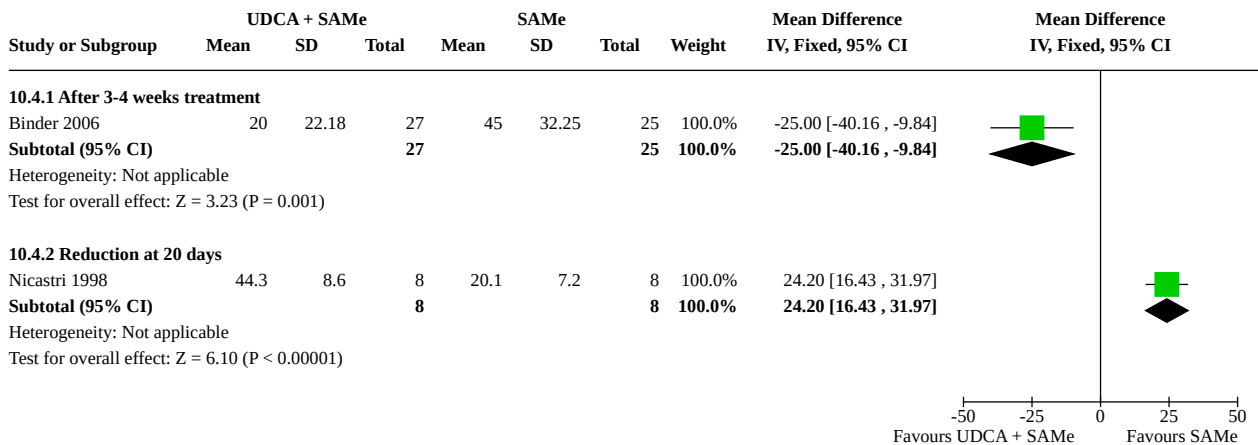 UDCA + SAMe SAMe Mean Difference Mean Difference
Study or Subgroup Mean SD Total Mean SD Total Weight IV, Fixed, 95% CI IV, Fixed, 95% CI
10.4.1 After 3-4 weeks treatment
Binder 2006 20 22.18 27 45 32.25 25 100.0% -25.00 [-40.16 , -9.84]
Subtotal (95% CI) 27 25 100.0% -25.00 [-40.16 , -9.84]
Heterogeneity: Not applicable
Test for overall effect: Z = 3.23 (P = 0.001)
10.4.2 Reduction at 20 days
Nicastri 1998 44.3 8.6 8 20.1 7.2 8 100.0% 24.20 [16.43 , 31.97]
Subtotal (95% CI) 8 8 100.0% 24.20 [16.43 , 31.97]
Heterogeneity: Not applicable
Test for overall effect: Z = 6.10 (P < 0.00001)
-50 -25 0 25 50
Favours UDCA + SAMe Favours SAMe